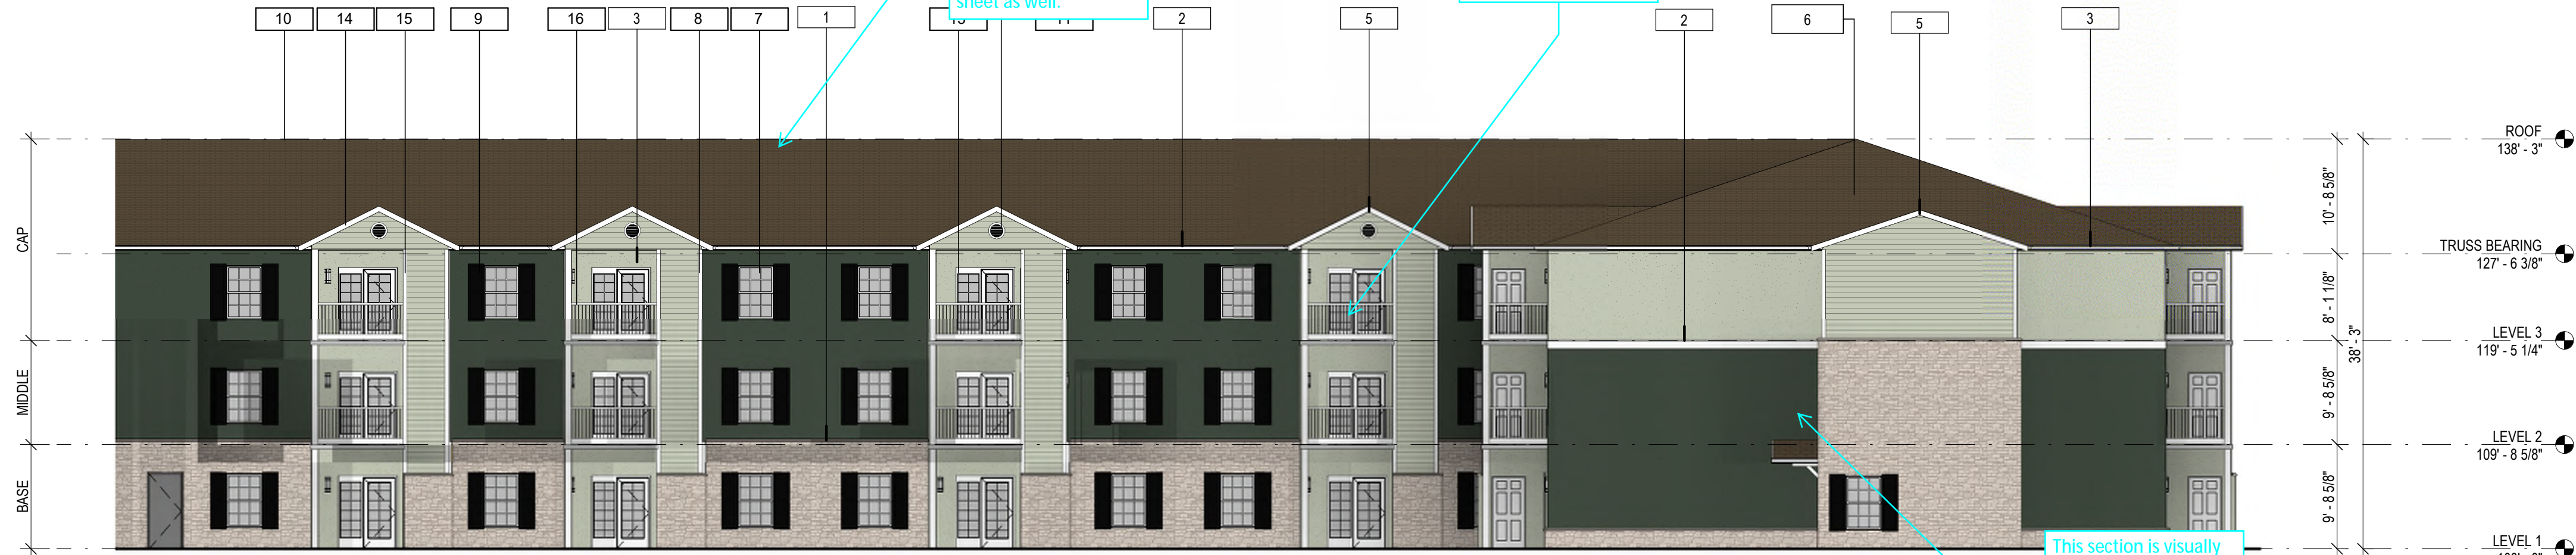 sheet as well.
10
14
15
9
16
3
8
7
1
13
11
2
5
2
6
5
3
ROOF
138' - 3"
10' - 8 5/8"
CAP
TRUSS BEARING
127' - 6 3/8"
8' - 1 1/8"
LEVEL 3
119' - 5 1/4"
38' - 3"
MIDDLE
9' - 8 5/8"
LEVEL 2
109' - 8 5/8"
BASE
9' - 8 5/8"
This section is visually
LEVEL 1